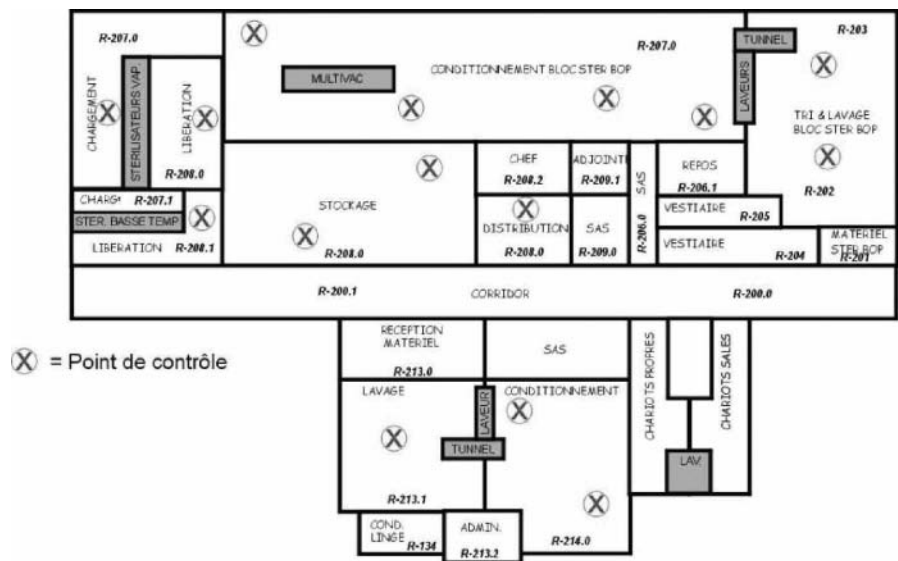 R-207.0
R-207.0
R-203
TUNNEL
CHARGEMENT
STERILISATEURS VAP.
LIBERATION
R-208.0
MULTIVAC
CONDITIONNEMENT BLOC STER BOP
LAVEURS
TRI & LAVAGE
BLOC STER BOP
R-202
CHEF
R-208.2
ADJOINT
R-209.1
SAS
R-206.0
REPOS
R-206.1
R-207.1
STER. BASSE TEMP
LIBERATION
R-208.1
STOCKAGE
R-208.0
DISTRIBUTION
R-208.0
SAS
R-209.0
VESTIAIRE
R-205
VESTIAIRE
R-204
MATERIEL
STER BOP
R-201
R-200.1
CORRIDOR
R-200.0
= Point de contrôle
RECEPTION
MATERIEL
R-213.0
SAS
CHARIOTS PROPRES
CHARIOTS SALES
LAV.
LAVAGE
LAVEUR
TUNNEL
CONDITIONNEMENT
R-213.1
COND.
LINGE
R-134
ADMIN.
R-213.2
R-214.0